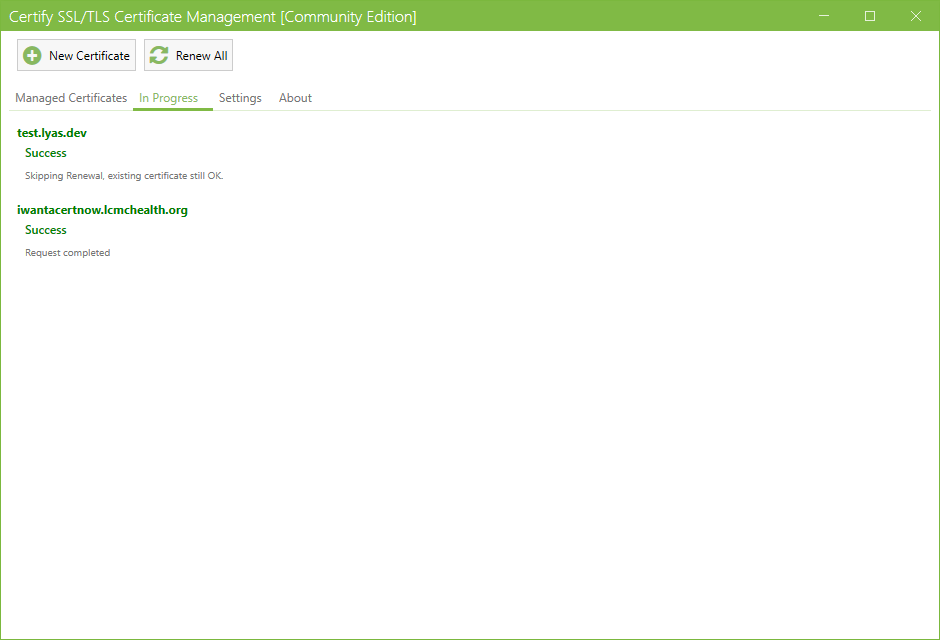 Certify SSL/TLS Certificate Management [Community Edition]
New Certificate Renew All
Managed Certificates In Progress Settings About
test.lyas.dev
Success
Skipping Renewal, existing certificate still OK.
iwantacertnow.lcmchealth.org
Success
Request completed